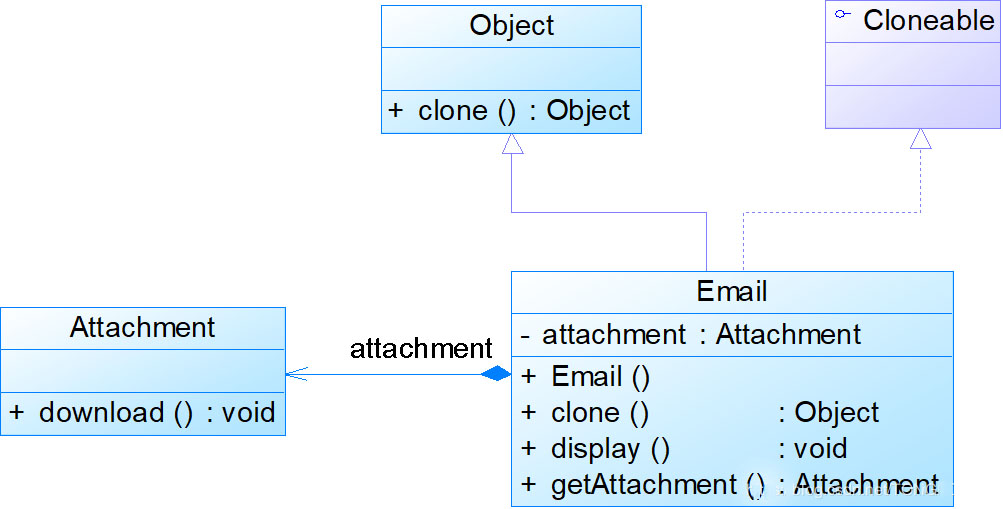 Object
+ clone () : Object
Cloneable
Attachment
+ download () : void
attachment
Email
- attachment : Attachment
+ Email ()
+ clone () : Object
+ display () : void
+ getAttachment () : Attachment